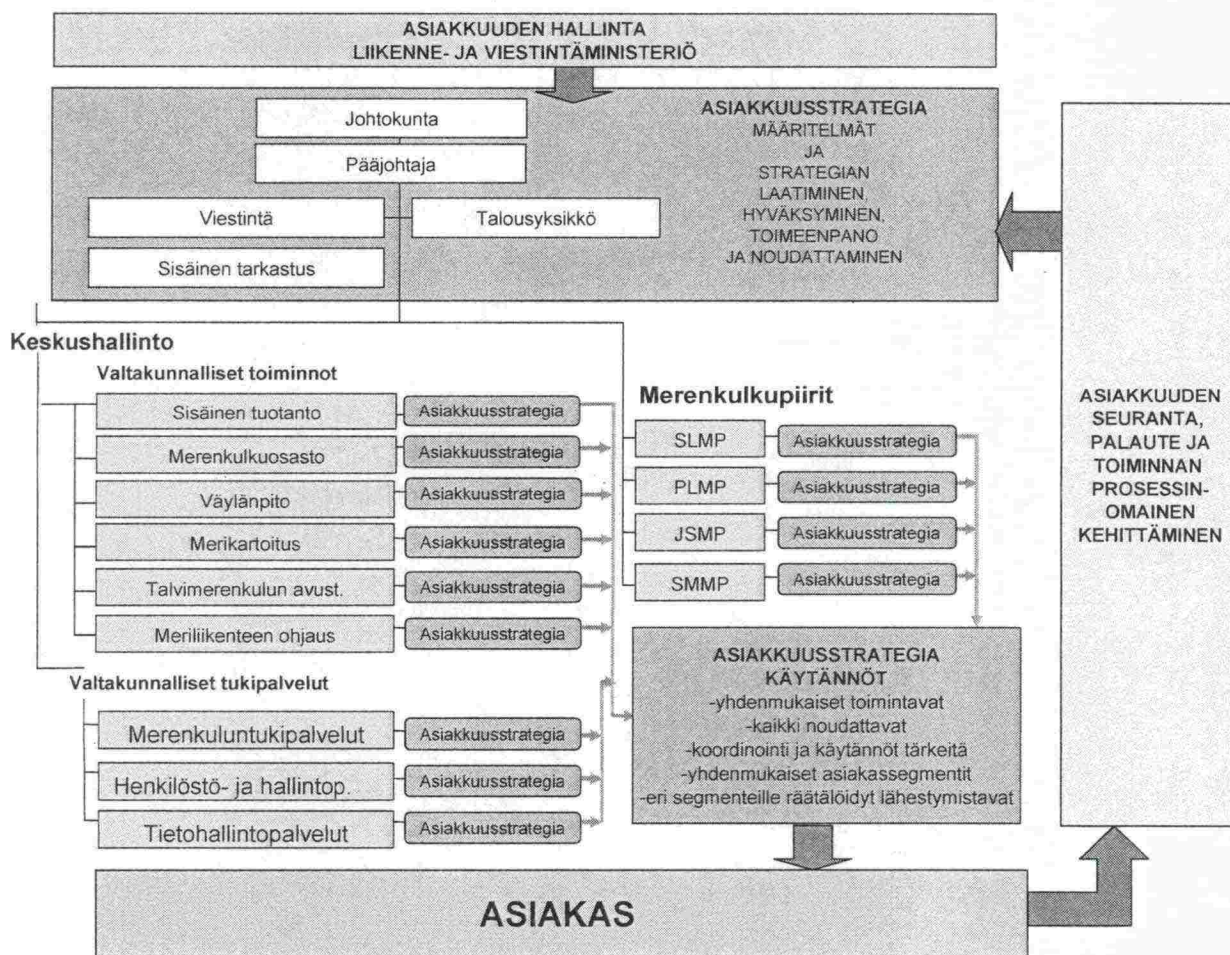 ASIAKKUUDEN HALLINTA
LIIKENNE- JA VIESTINTÄMINISTERIÖ
Johtokunta
Pääjohtaja
Viestintä
Talousyksikkö
Sisäinen tarkastus
ASIAKKUUSSTRATEGIA
MÄÄRITELMÄT
JA
STRATEGIAN
LAATIMINEN,
HYVÄKSYMINEN,
TOIMEENPANO
JA NOUDATTAMINEN
Keskushallinto
Valtakunnalliset toiminnot
Sisäinen tuotanto
Asiakkuusstrategia
Merenkulkuosasto
Asiakkuusstrategia
Väylänpito
Asiakkuusstrategia
Merikartoitus
Asiakkuusstrategia
Talvimerenkulun avust.
Asiakkuusstrategia
Meriliikenteen ohjaus
Asiakkuusstrategia
Valtakunnalliset tukipalvelut
Merenkuluntukipalvelut
Asiakkuusstrategia
Henkilöstö- ja hallintop.
Asiakkuusstrategia
Tietohallintopalvelut
Asiakkuusstrategia
Merenkulkupiirit
SLMP
Asiakkuusstrategia
PLMP
Asiakkuusstrategia
JSMP
Asiakkuusstrategia
SMMP
Asiakkuusstrategia
ASIAKKUUSSTRATEGIA
KÄYTÄNNÖT
-yhdenmukaiset toimintavat
-kaikki noudattavat
-koordinointi ja käytännöt tärkeitä
-yhdenmukaiset asiakassegmentit
-eri segmenteille räätälöidyt lähestymistavat
ASIAKKUUDEN
SEURANTA,
PALAUTE JA
TOIMINNAN
PROSESSIN-
OMAINEN
KEHITTÄMINEN
ASIAKAS